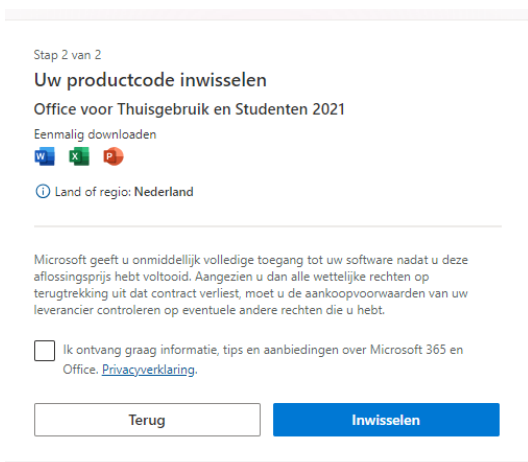 Stap 2 van 2
Uw productcode inwisselen
Office voor Thuisgebruik en Studenten 2021
Eenmalig downloaden
W X P
Land of regio: Nederland
Microsoft geeft u onmiddellijk volledige toegang tot uw software nadat u deze
aflossingsprijs hebt voltooid. Aangezien u dan alle wettelijke rechten op
terugtrekking uit dat contract verliest, moet u de aankoopvoorwaarden van uw
leverancier controleren op eventuele andere rechten die u hebt.
Ik ontvang graag informatie, tips en aanbiedingen over Microsoft 365 en
Office. Privacyverklaring.
Terug Inwisselen